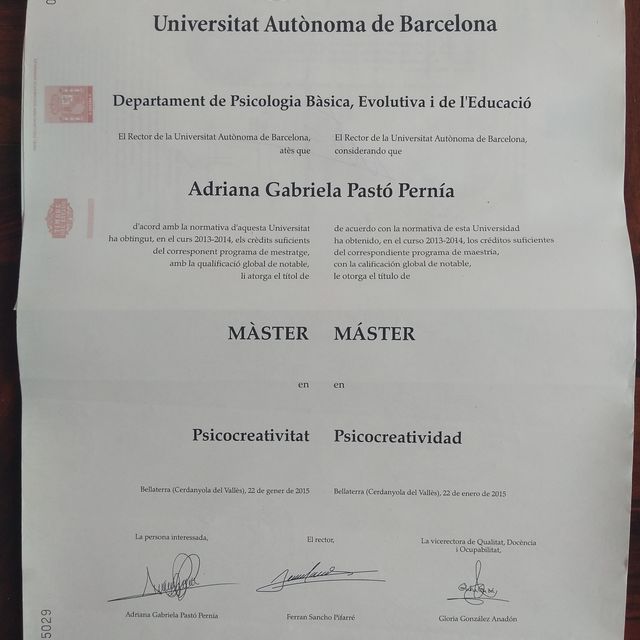 Universitat Autònoma de Barcelona
Departament de Psicologia Bàsica, Evolutiva i de l'Educació
El Rector de la Universitat Autònoma de Barcelona,
atès que
El Rector de la Universitat Autònoma de Barcelona,
considerando que
Adriana Gabriela Pastó Pernía
d'acord amb la normativa d'aquesta Universitat
ha obtingut, en el curs 2013-2014, els crèdits suficients
del corresponent programa de mestratge,
amb la qualificació global de notable,
li atorga el títol de
de acuerdo con la normativa de esta Universidad
ha obtenido, en el curso 2013-2014, los créditos suficientes
del correspondiente programa de maestría,
con la calificación global de notable,
le otorga el título de
MÀSTER
MÁSTER
en
en
Psicocreativitat
Psicocreatividad
Bellaterra (Cerdanyola del Vallès), 22 de gener de 2015
Bellaterra (Cerdanyola del Vallès), 22 de enero de 2015
La persona interessada,
El rector,
La vicerectora de Qualitat, Docència
i Ocupabilitat,
Adriana Gabriela Pastó Pernía
Ferran Sancho Pifarré
Gloria González Anadón
5029